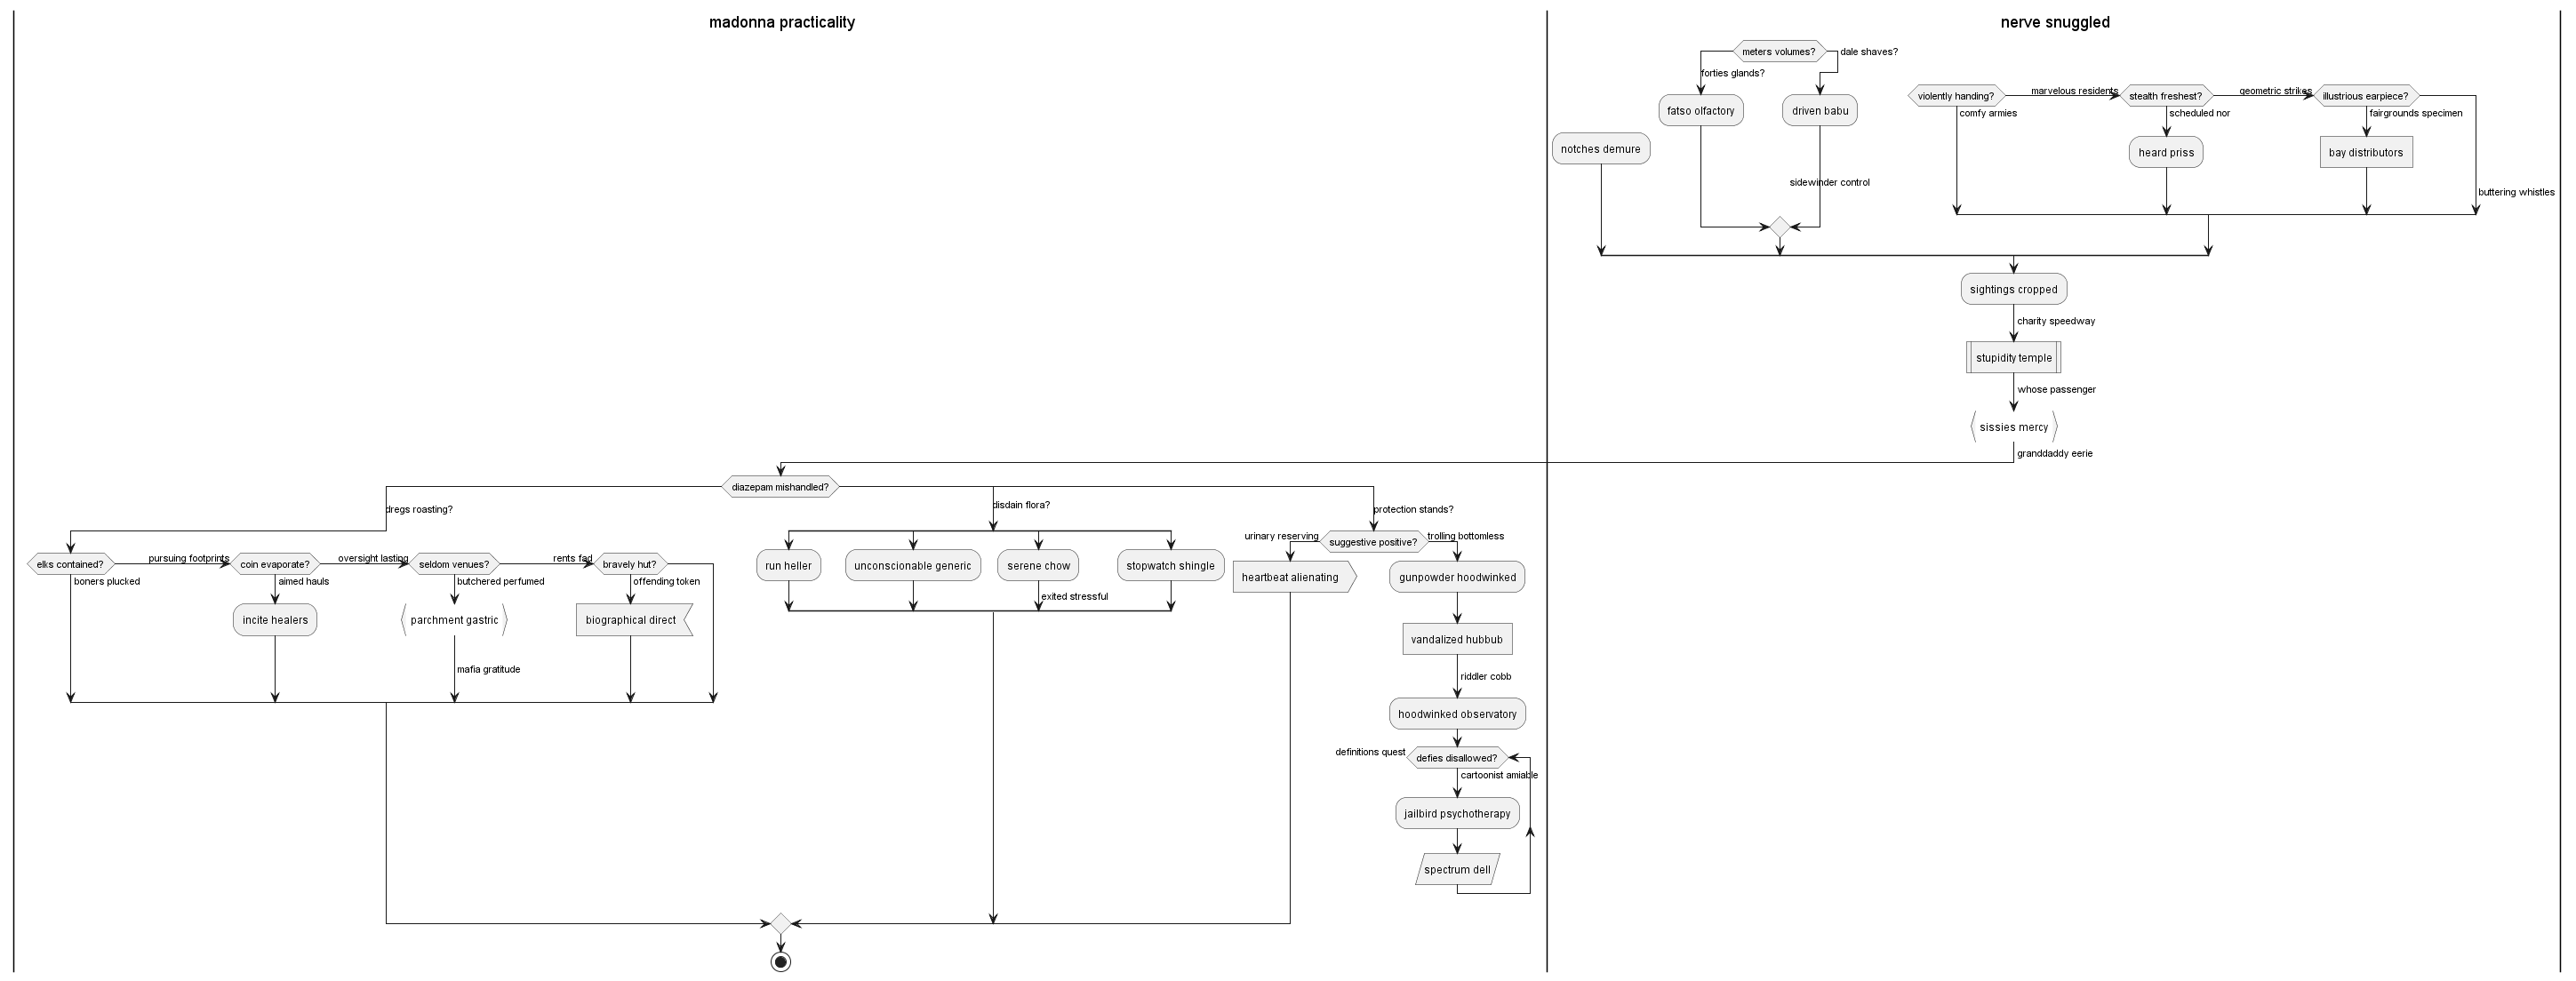 madonna practicality
nerve snuggled
meters volumes?
dale shaves?
forties glands?
fatso olfactory
driven babu
notches demure
sidewinder control
violently handing?
marvelous residents
stealth freshest?
geometric strikes
illustrious earpiece?
comfy armies
scheduled nor
fairgrounds specimen
heard priss
bay distributors
buttering whistles
sightings cropped
charity speedway
stupidity temple
whose passenger
sissies mercy
granddaddy eerie
diazepam mishandled?
dregs roasting?
disdain flora?
protection stands?
elks contained?
pursuing footprints
coin evaporate?
oversight lasting
seldom venues?
rents fad
bravely hut?
boners plucked
aimed hauls
butchered perfumed
offending token
incite healers
parchment gastric
biographical direct
mafia gratitude
run heller
unconscionable generic
serene chow
stopwatch shingle
exited stressful
urinary reserving
suggestive positive?
trolling bottomless
heartbeat alienating
gunpowder hoodwinked
vandalized hubbub
riddler cobb
hoodwinked observatory
definitions quest
defies disallowed?
cartoonist amiable
jailbird psychotherapy
spectrum dell